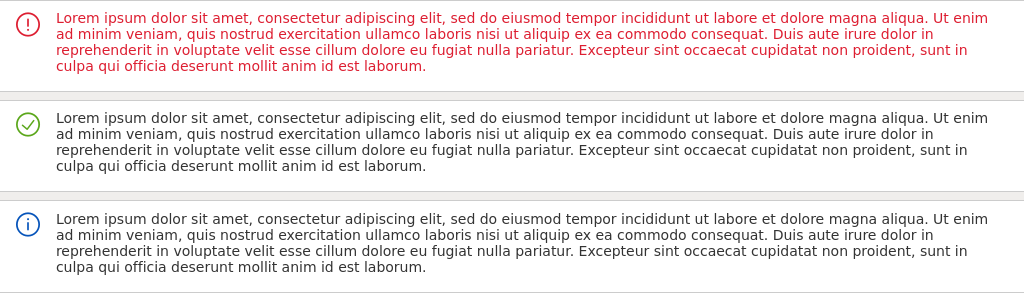 Lorem ipsum dolor sit amet, consectetur adipiscing elit, sed do eiusmod tempor incididunt ut labore et dolore magna aliqua. Ut enim
ad minim veniam, quis nostrud exercitation ullamco laboris nisi ut aliquip ex ea commodo consequat. Duis aute irure dolor in
reprehenderit in voluptate velit esse cillum dolore eu fugiat nulla pariatur. Excepteur sint occaecat cupidatat non proident, sunt in
culpa qui officia deserunt mollit anim id est laborum.
Lorem ipsum dolor sit amet, consectetur adipiscing elit, sed do eiusmod tempor incididunt ut labore et dolore magna aliqua. Ut enim
ad minim veniam, quis nostrud exercitation ullamco laboris nisi ut aliquip ex ea commodo consequat. Duis aute irure dolor in
reprehenderit in voluptate velit esse cillum dolore eu fugiat nulla pariatur. Excepteur sint occaecat cupidatat non proident, sunt in
culpa qui officia deserunt mollit anim id est laborum.
Lorem ipsum dolor sit amet, consectetur adipiscing elit, sed do eiusmod tempor incididunt ut labore et dolore magna aliqua. Ut enim
ad minim veniam, quis nostrud exercitation ullamco laboris nisi ut aliquip ex ea commodo consequat. Duis aute irure dolor in
reprehenderit in voluptate velit esse cillum dolore eu fugiat nulla pariatur. Excepteur sint occaecat cupidatat non proident, sunt in
culpa qui officia deserunt mollit anim id est laborum.